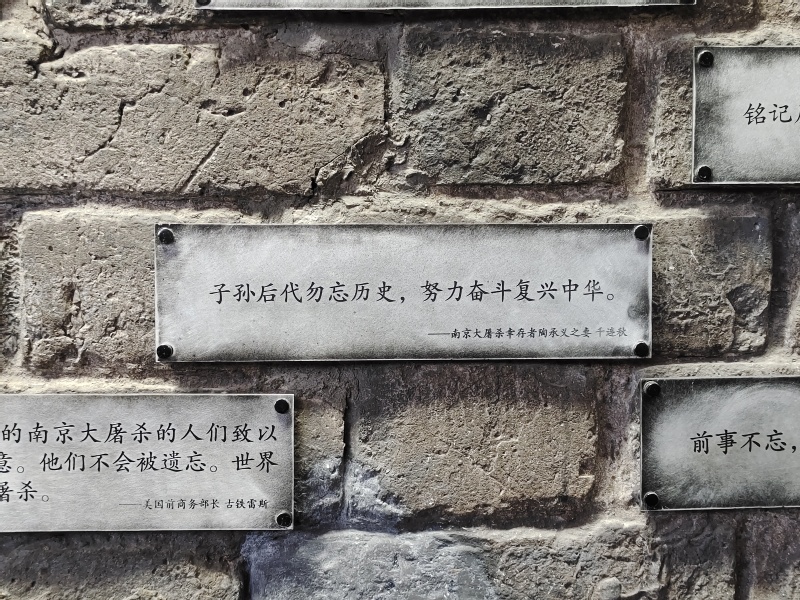 铭记
子孙后代勿忘历史，努力奋斗复兴中华。
——南京大屠杀幸存者陶承义之妻 千连秋
的南京大屠杀的人们致以
意。他们不会被遗忘。世界
屠杀。
——美国前商务部长 古铁雷斯
前事不忘，